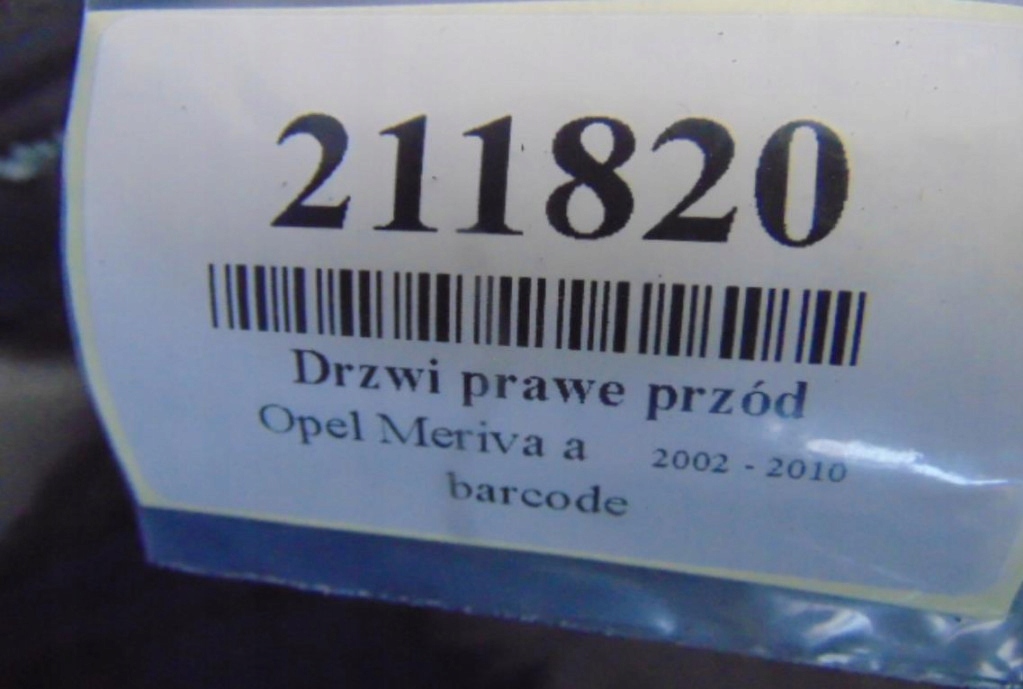 211820
Drzwi prawe przód
Opel Meriva a 2002 - 2010
barcode